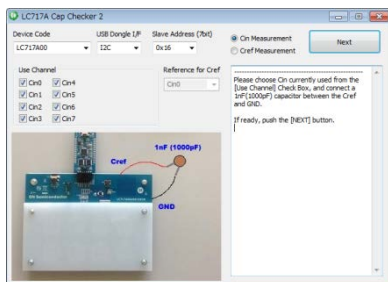 LC717A Cap Checker 2
Device Code
USB Dongle I/F
Slave Address (7bit)
LC717A00
I2C
0x16
Cin Measurement
Cref Measurement
Next
Use Channel
Cin0
Cin4
Cin1
Cin5
Cin2
Cin6
Cin3
Cin7
Reference for Cref
Cin0
Please choose Cin currently used from the
[Use Channel] Check Box, and connect a
1nF(1000pF) capacitor between the Cref
and GND.
If ready, push the [NEXT] button.
1nF (1000pF)
Cref
GND
ON Semiconductor